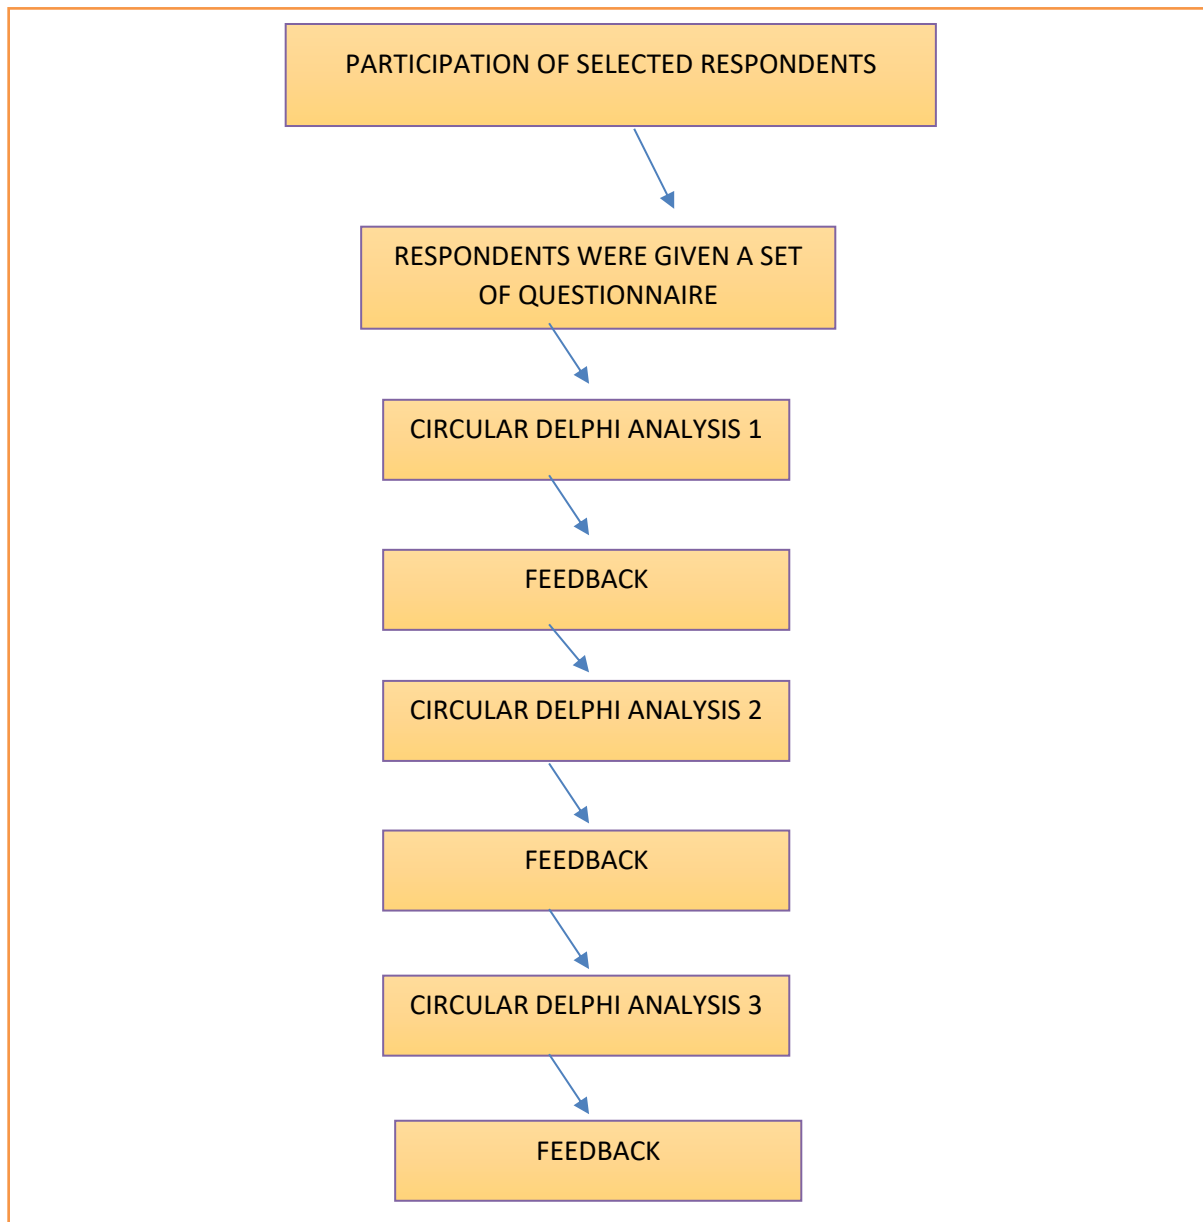 PARTICIPATION OF SELECTED RESPONDENTS
RESPONDENTS WERE GIVEN A SET
OF QUESTIONNAIRE
CIRCULAR DELPHI ANALYSIS 1
FEEDBACK
CIRCULAR DELPHI ANALYSIS 2
FEEDBACK
CIRCULAR DELPHI ANALYSIS 3
FEEDBACK